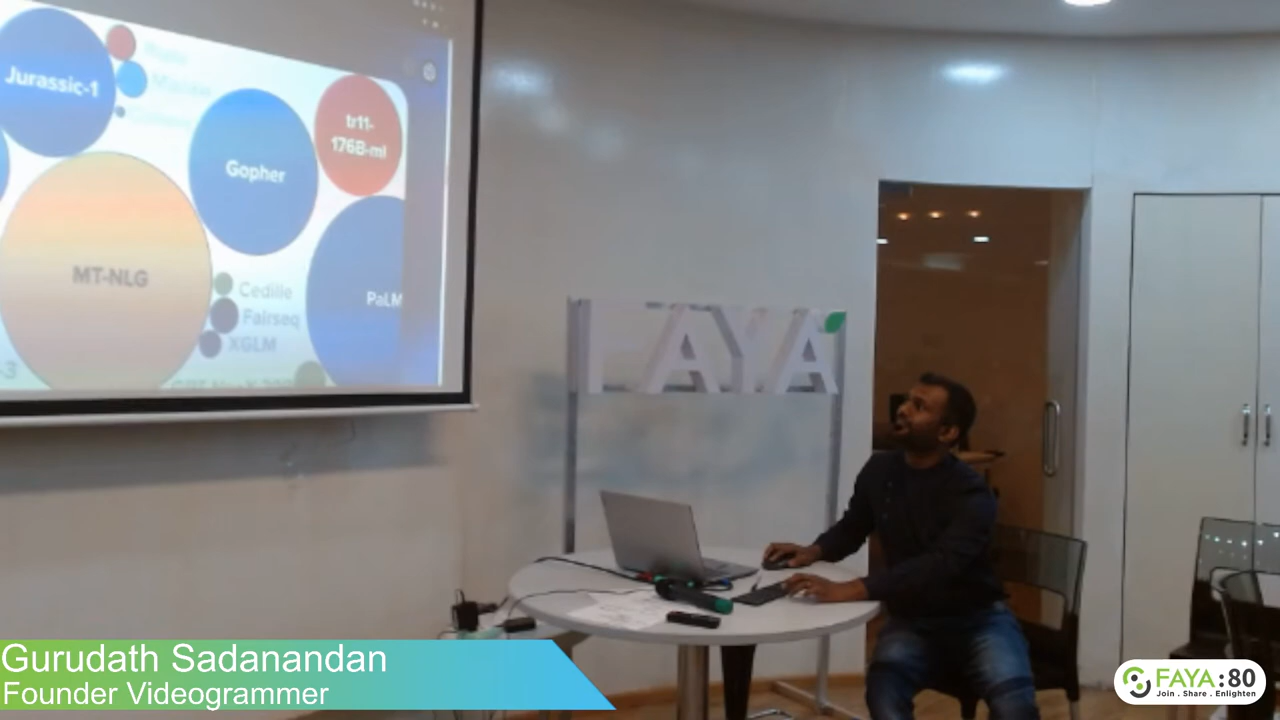 Jurassic-1
Gopher
tr11-
176B-ml
MT-NLG
PaLM
Cedille
Fairseq
XGLM
-3
FAYA
Gurudath Sadanandan
Founder Videogrammer
FAYA:80
Join . Share . Enlighten